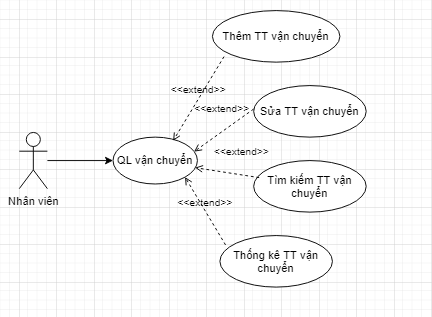 Thêm TT vận chuyển
<<extend>>
<<extend>>
Sửa TT vận chuyển
QL vận chuyển
<<extend>>
Tìm kiếm TT vận
chuyển
Nhân viên
<<extend>>
Thống kê TT vận
chuyển